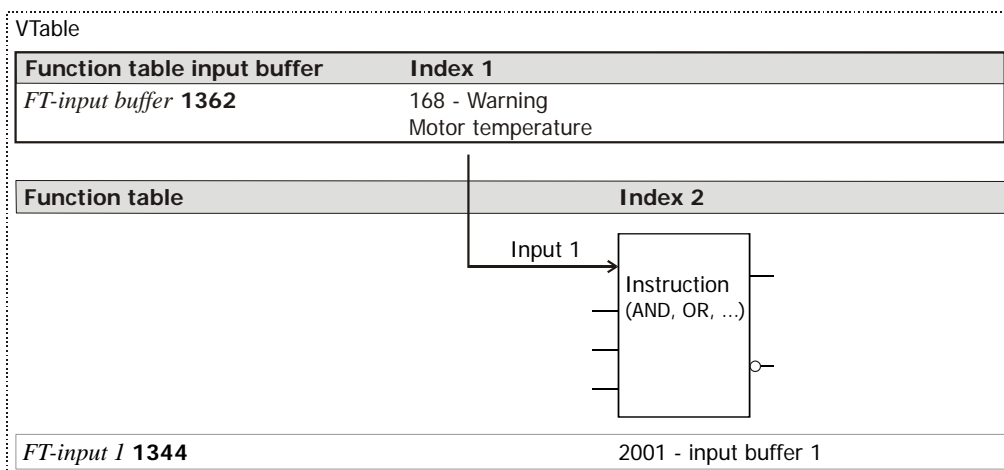 VTable
Function table input buffer Index 1
FT-input buffer 1362 168 - Warning
Motor temperature
Function table Index 2
Input 1
Instruction
(AND, OR, ...)
FT-input 1 1344 2001 - input buffer 1